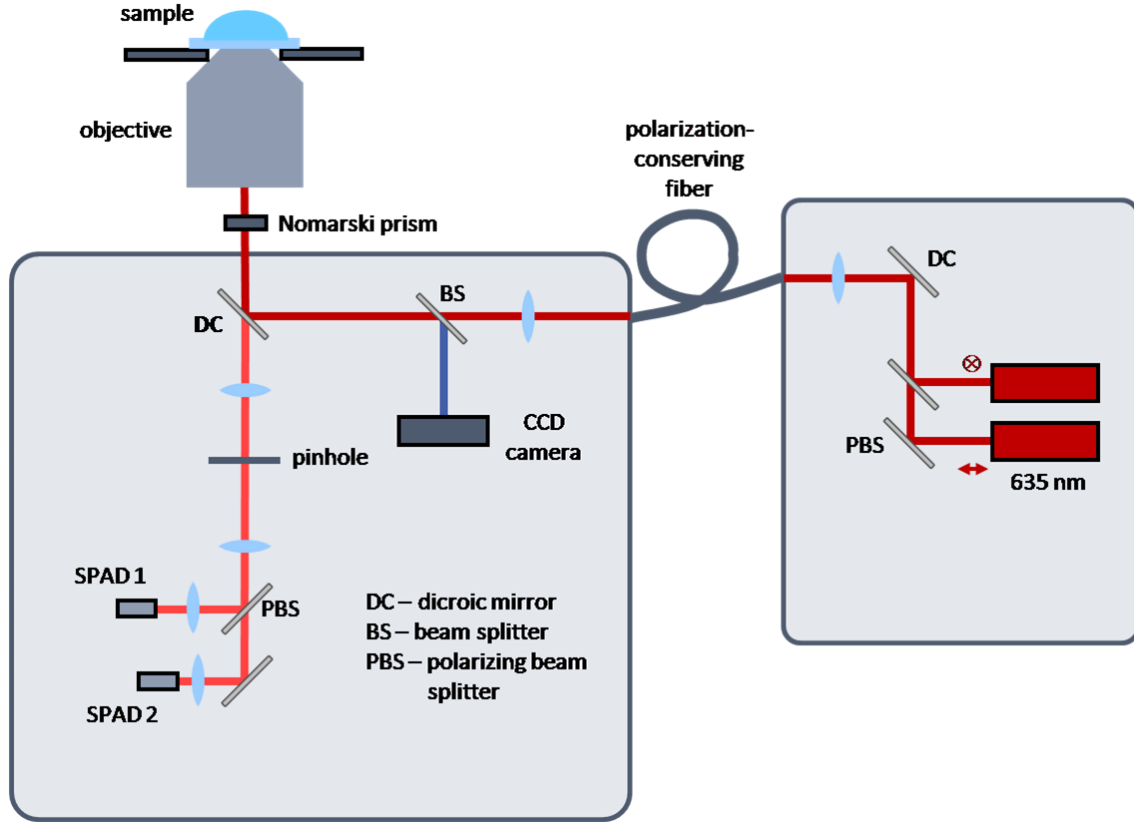 sample
objective
polarization-
conserving
fiber
Nomarski prism
DC
BS
DC
CCD
camera
pinhole
PBS
635 nm
SPAD 1
PBS
SPAD 2
DC – dicroic mirror
BS – beam splitter
PBS – polarizing beam
splitter